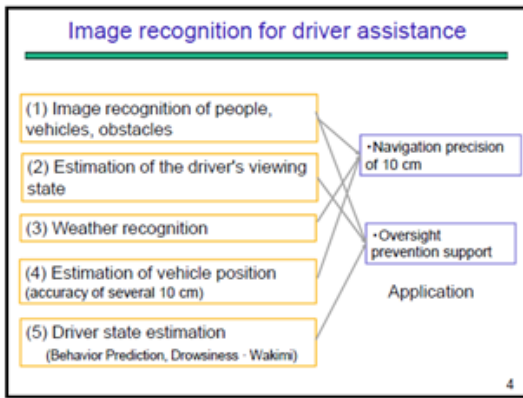 Image recognition for driver assistance
(1) Image recognition of people,
vehicles, obstacles
(2) Estimation of the driver's viewing
state
(3) Weather recognition
(4) Estimation of vehicle position
(accuracy of several 10 cm)
(5) Driver state estimation
(Behavior Prediction, Drowsiness · Wakimi)
・Navigation precision
of 10 cm
・Oversight
prevention support
Application
4